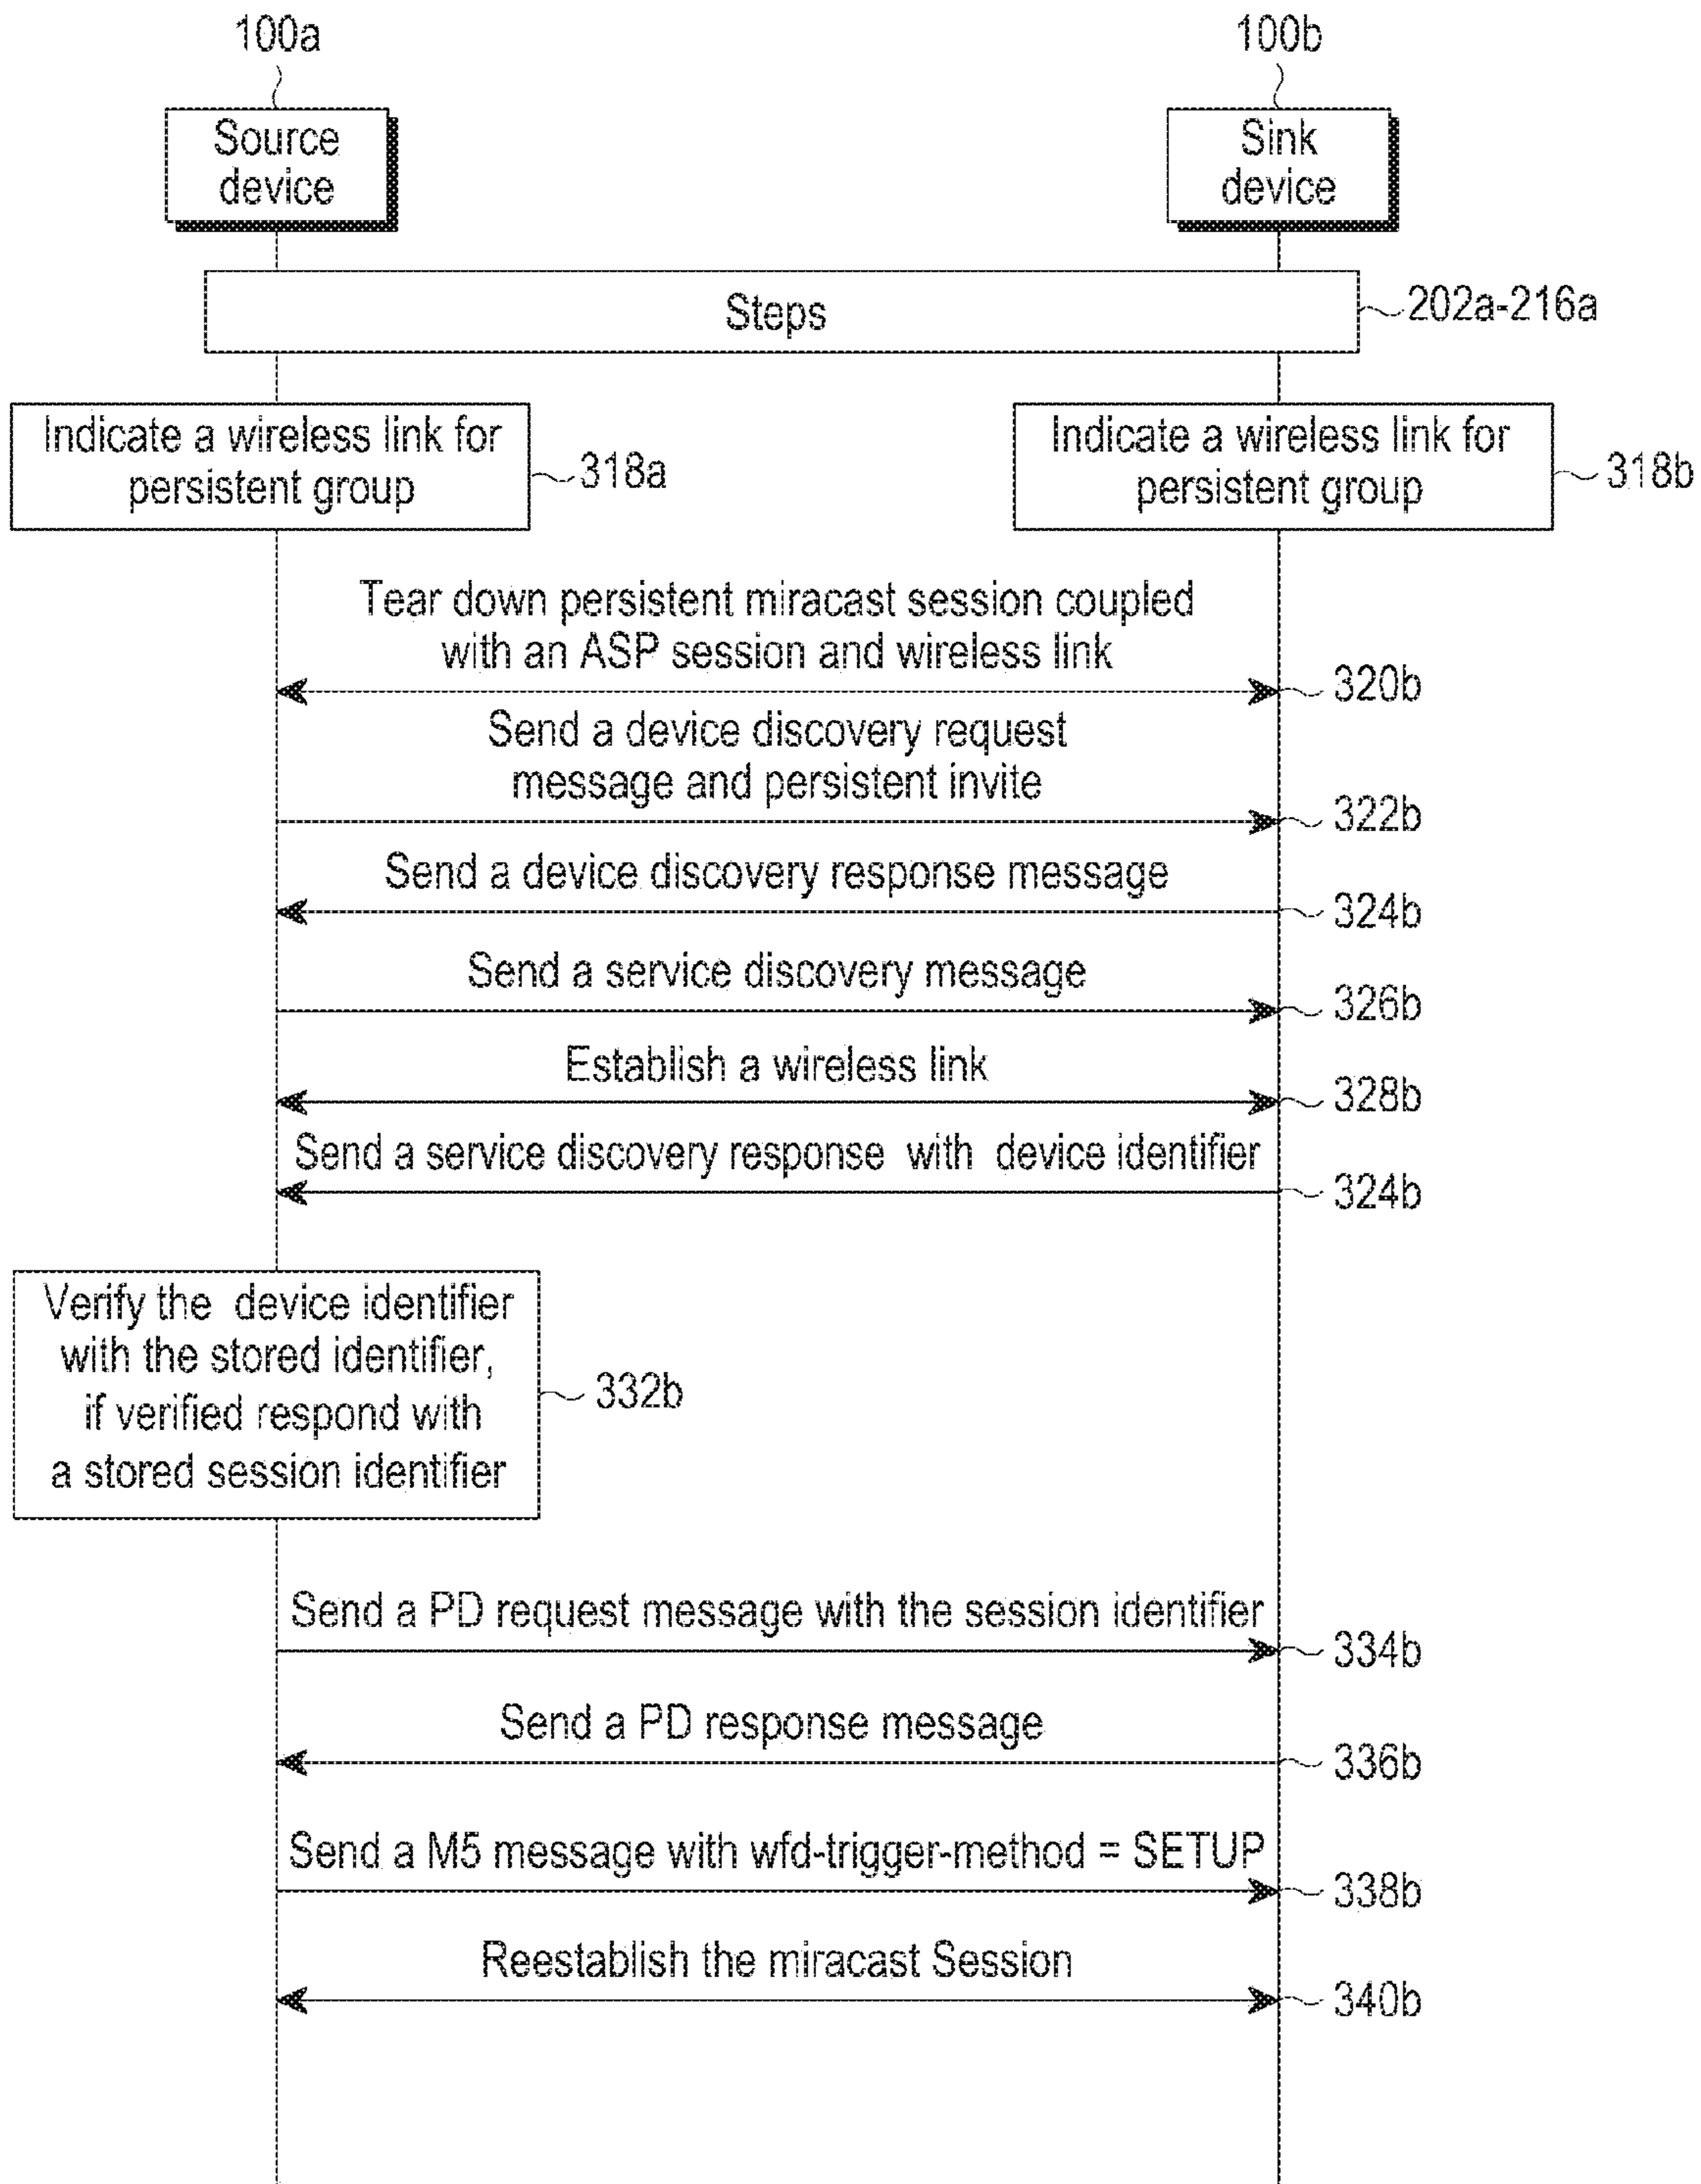 100a
100b
Source
device
Sink
device
Steps
202a-216a
Indicate a wireless link for
persistent group
318a
Indicate a wireless link for
persistent group
318b
Tear down persistent miracast session coupled
with an ASP session and wireless link
320b
Send a device discovery request
message and persistent invite
322b
Send a device discovery response message
324b
Send a service discovery message
326b
Establish a wireless link
328b
Send a service discovery response with device identifier
324b
Verify the device identifier
with the stored identifier,
if verified respond with
a stored session identifier
332b
Send a PD request message with the session identifier
334b
Send a PD response message
336b
Send a M5 message with wfd-trigger-method = SETUP
338b
Reestablish the miracast Session
340b